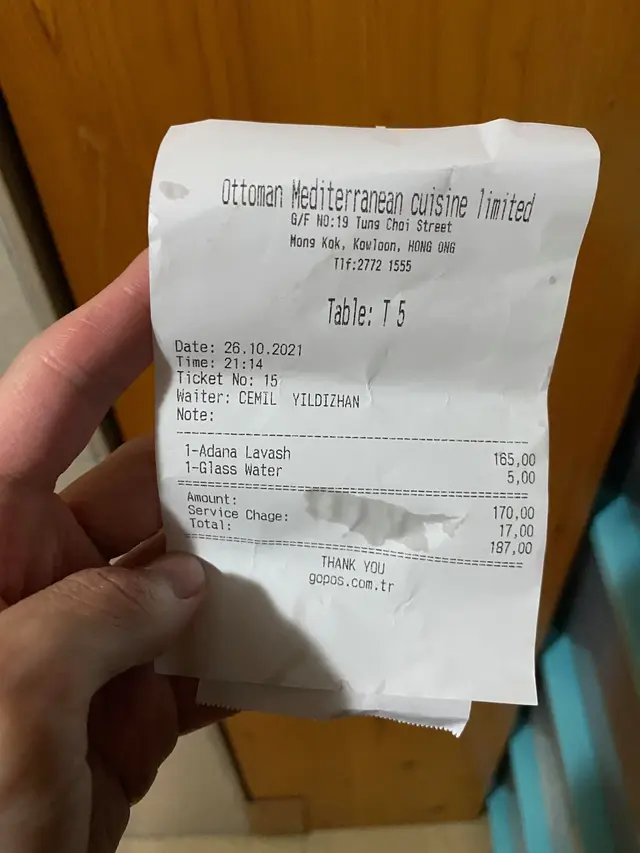 Ottoman Mediterranean cuisine limited
G/F NO:19 Tung Choi Street
Mong Kok, Kowloon, HONG ONG
Tlf:2772 1555
Table: T 5
Date: 26.10.2021
Time: 21:14
Ticket No: 15
Waiter: CEMIL YILDIZHAN
Note:
1-Adana Lavash 165,00
1-Glass Water 5,00
Amount: 170,00
Service Chage: 17,00
Total: 187,00
THANK YOU
gopos.com.tr